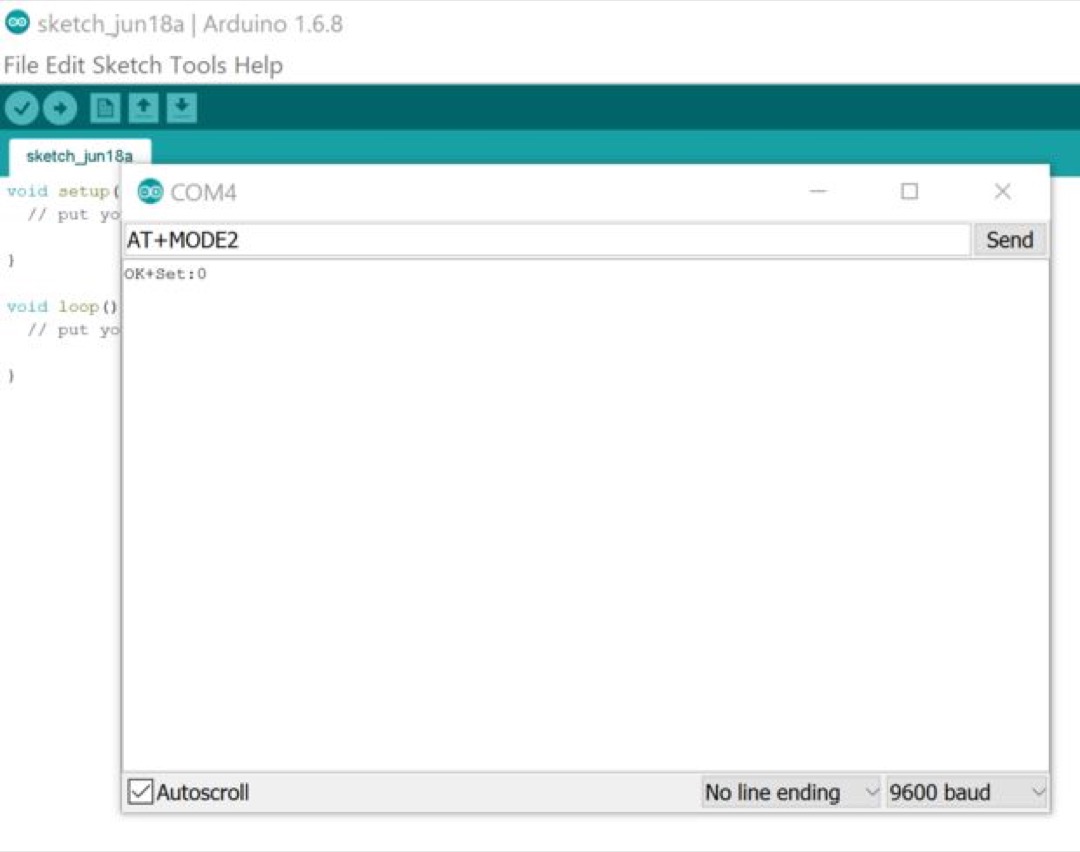 sketch_jun18a | Arduino 1.6.8
File Edit Sketch Tools Help
sketch_jun18a
void setup(
// put yo
}
void loop()
// put yo
}
COM4
AT+MODE2
Send
OK+Set:0
Autoscroll
No line ending
9600 baud